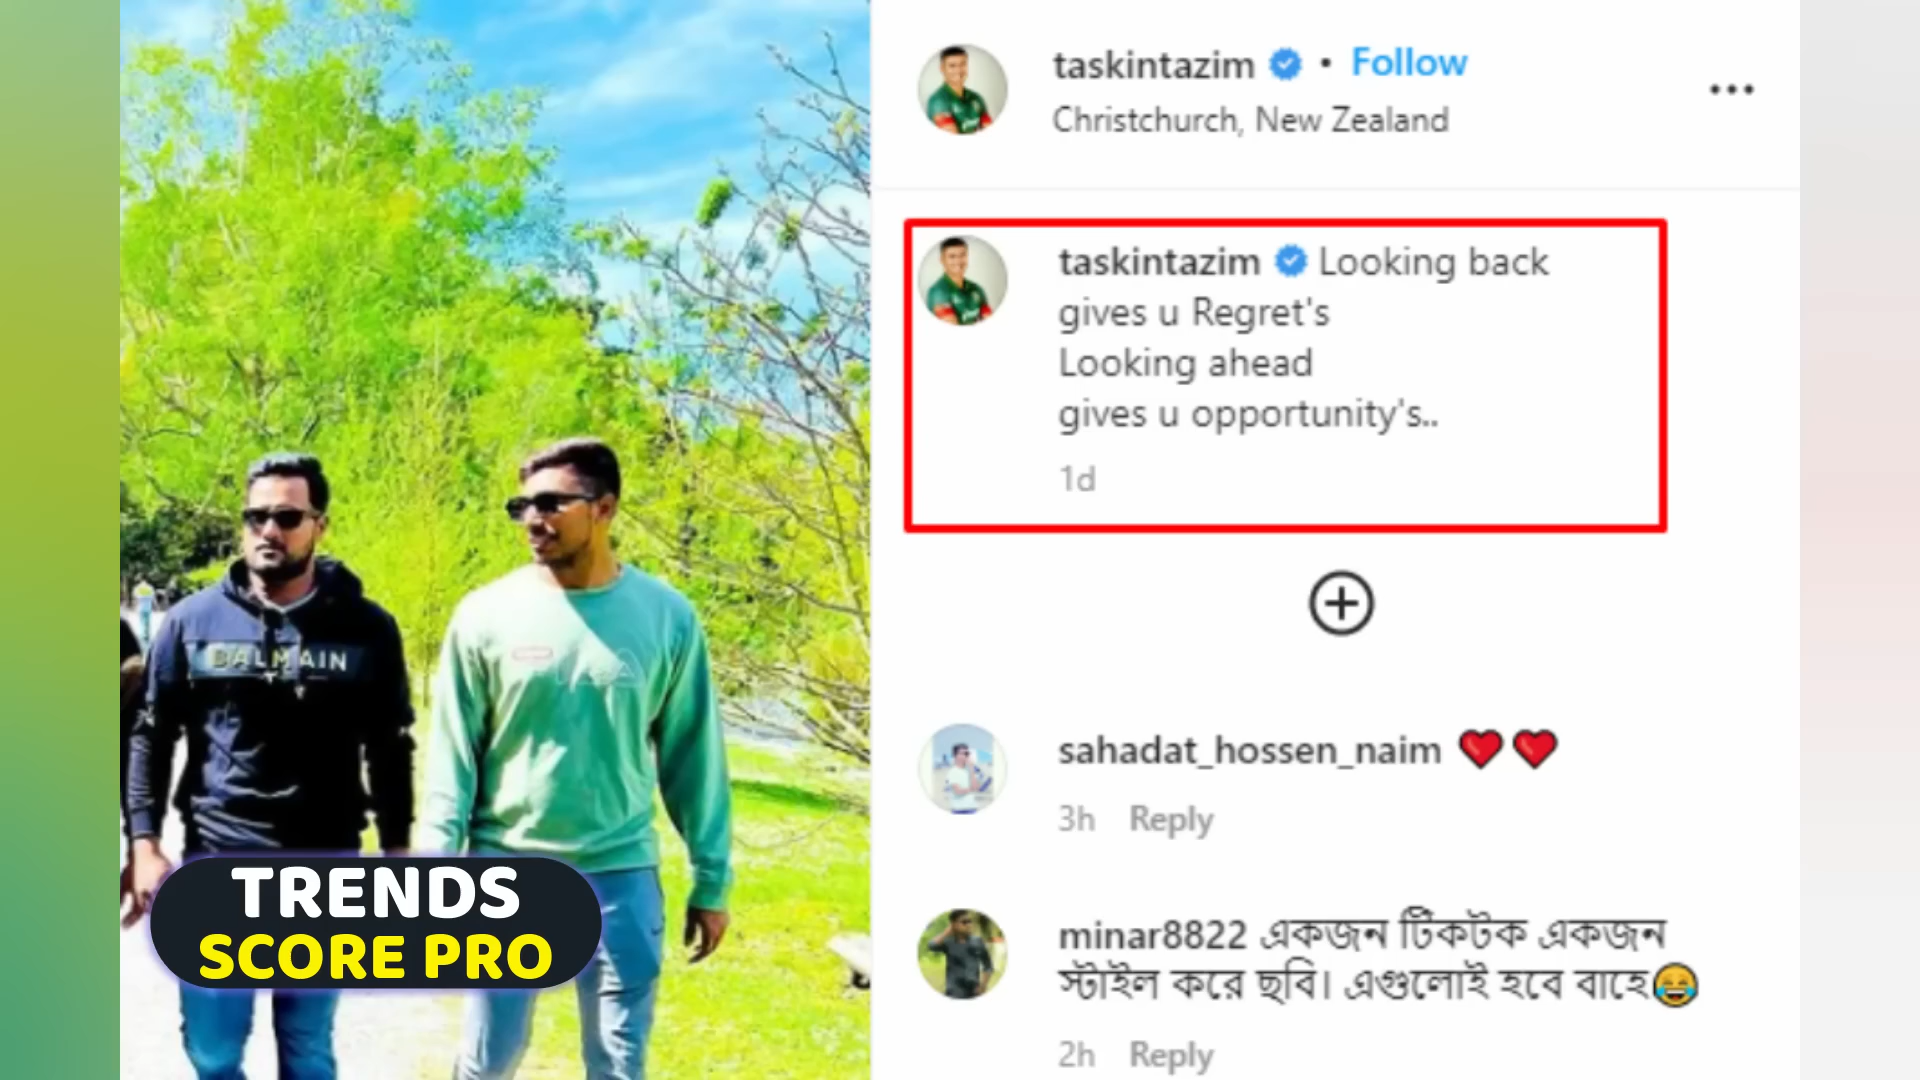 taskintazim • Follow
Christchurch, New Zealand
taskintazim Looking back
gives u Regret's
Looking ahead
gives u opportunity's..
1d
sahadat_hossen_naim ❤️❤️
3h Reply
minar8822 একজন টিকটক একজন
স্টাইল করে ছবি। এগুলোই হবে বাহে😂
2h Reply
BALMAIN
TRENDS
SCORE PRO